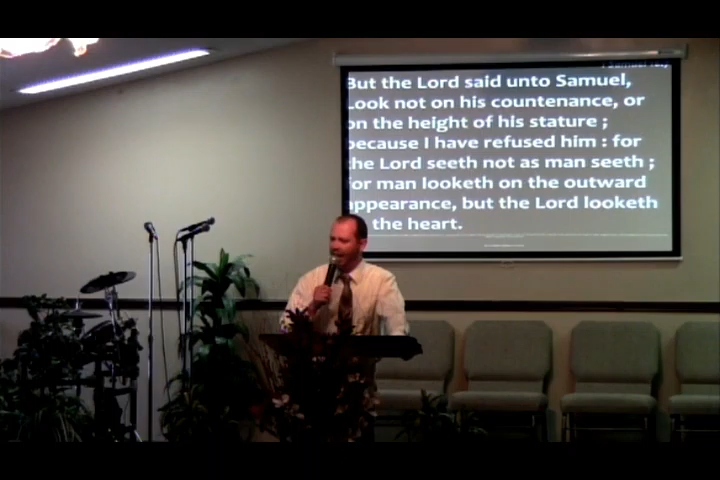 1 Samuel
But the Lord said unto Samuel,
Look not on his countenance, or
on the height of his stature ;
because I have refused him : for
the Lord seeth not as man seeth ;
for man looketh on the outward
appearance, but the Lord looketh
the heart.